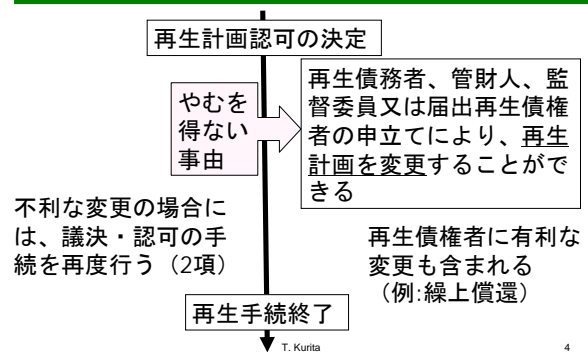 再生計画認可の決定
やむを
得ない
事由
再生債務者、管財人、監
督委員又は届出再生債権
者の申立てにより、再生
計画を変更することがで
きる
不利な変更の場合に
は、議決・認可の手
続を再度行う（2項）
再生債権者に有利な
変更も含まれる
（例:繰上償還）
再生手続終了
T. Kurita
4